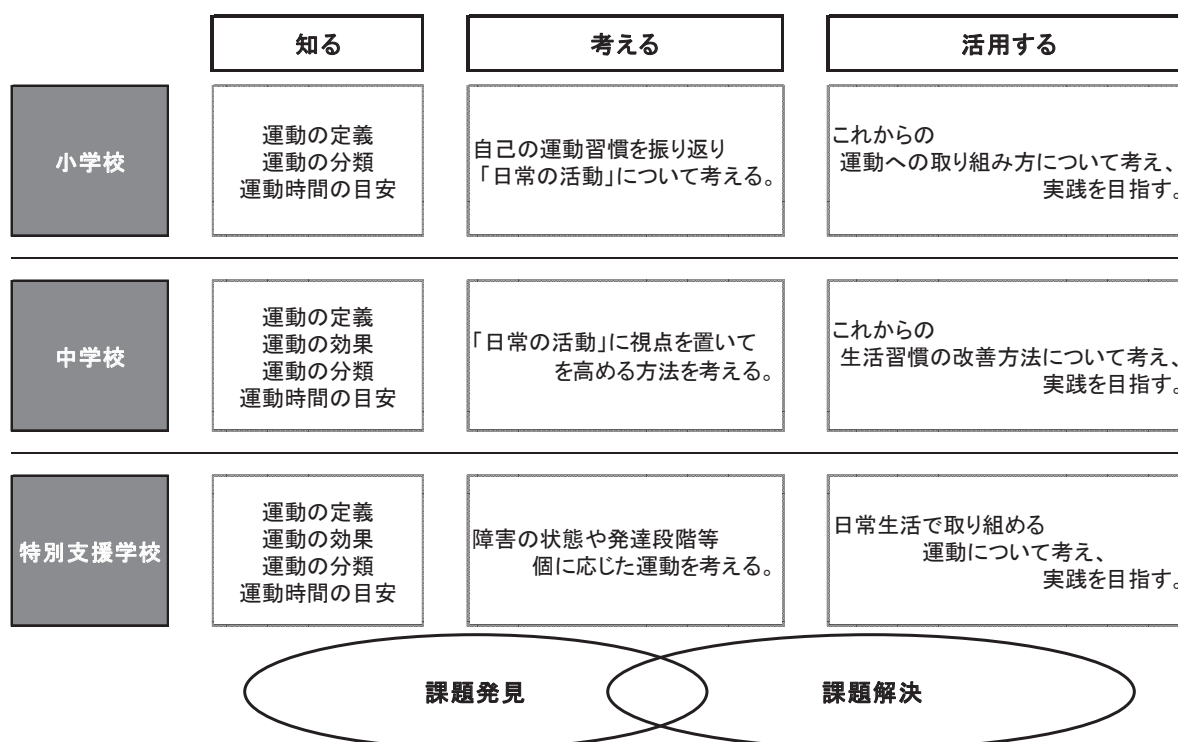 知る
考える
活用する
小学校
運動の定義
運動の分類
運動時間の目安
自己の運動習慣を振り返り
「日常の活動」について考える。
これからの
運動への取り組み方について考え、
実践を目指す。
中学校
運動の定義
運動の効果
運動の分類
運動時間の目安
「日常の活動」に視点を置いて
を高める方法を考える。
これからの
生活習慣の改善方法について考え、
実践を目指す。
特別支援学校
運動の定義
運動の効果
運動の分類
運動時間の目安
障害の状態や発達段階等
個に応じた運動を考える。
日常生活で取り組める
運動について考え、
実践を目指す。
課題発見
課題解決